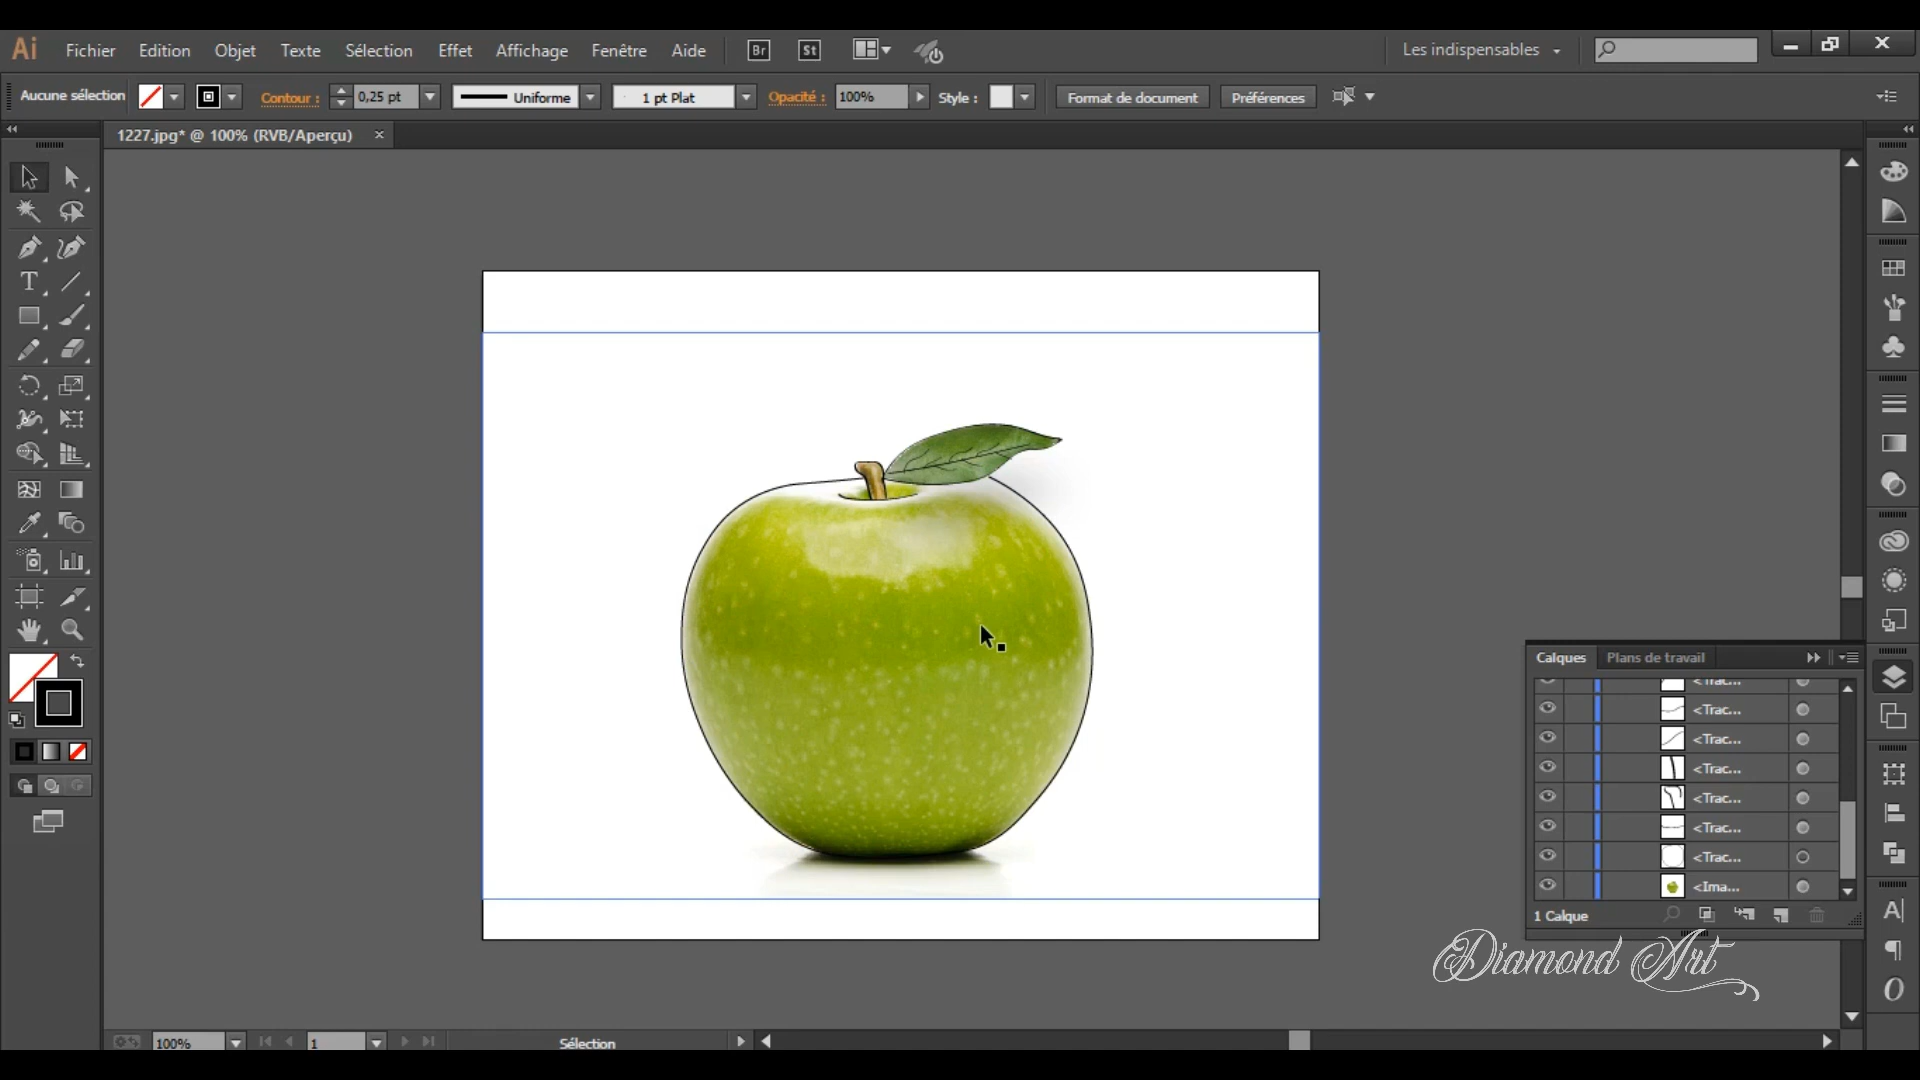 Ai Fichier Edition Objet Texte Sélection Effet Affichage Fenêtre Aide Br St Les indispensables
Aucune sélection Contour : 0,25 pt Uniforme 1 pt Plat Opacité : 100% Style : Format de document Préférences
1227.jpg* @ 100% (RVB/Aperçu)
Calques Plans de travail
<Trac...
<Trac...
<Trac...
<Trac...
<Trac...
<Trac...
<Trac...
<Ima...
1 Calque
Diamond Art
100% 1 Sélection